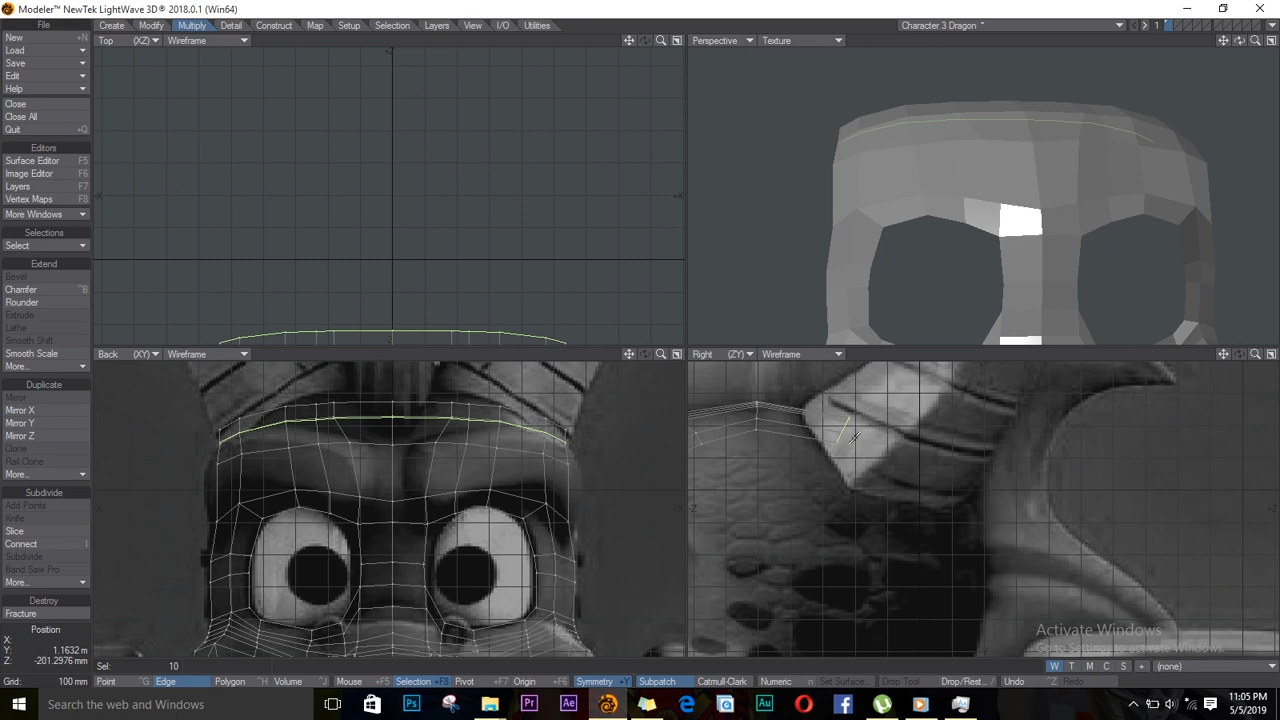 Modeler™ NewTek LightWave 3D® 2018.0.1 (Win64)
File
Create Modify Multiply Detail Construct Map Setup Selection Layers View I/O Utilities
Character 3 Dragon * 1
New +N
Load
Save
Edit
Help
Close
Close All
Quit +Q
Editors
Surface Editor F5
Image Editor F6
Layers F7
Vertex Maps F8
More Windows
Selections
Select
Extend
Bevel
Chamfer ^B
Rounder
Extrude
Lathe
Smooth Shift
Smooth Scale
More...
Duplicate
Mirror
Mirror X
Mirror Y
Mirror Z
Clone
Rail Clone
More...
Subdivide
Add Points
Knife
Slice
Connect l
Subdivide
Band Saw Pro
More...
Destroy
Fracture
Position
X:
Y: 1.1632 m
Z: -201.2976 mm
Grid: 100 mm
Top (XZ) Wireframe
Perspective Texture
Back (XY) Wireframe
Right (ZY) Wireframe
Activate Windows
Go to Settings to activate Windows.
Sel: 10
W T M C S + (none)
Point ^G Edge Polygon ^H Volume ^J Mouse +F5 Selection +F8 Pivot +F7 Origin +F6 Symmetry +Y Subpatch Catmull-Clark Numeric n Set Surface... Drop Tool Drop/Rest... / Undo ^Z Redo
Search the web and Windows
11:05 PM
5/5/2019